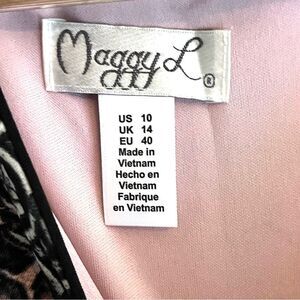 Maggy L ®
US 10
UK 14
EU 40
Made in
Vietnam
Hecho en
Vietnam
Fabrique
en Vietnam